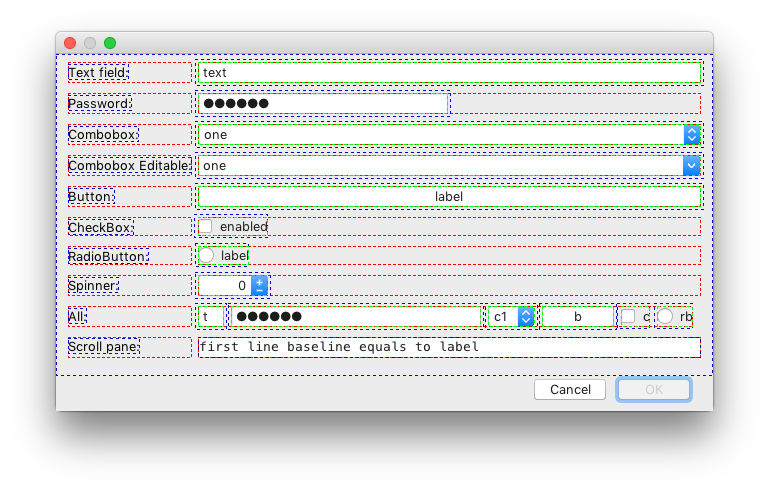 Text field: text
Password: ●●●●●●
Combobox: one
Combobox Editable: one
Button: label
CheckBox: enabled
RadioButton: label
Spinner: 0
All: t ●●●●●● c1 b c rb
Scroll pane: first line baseline equals to label
Cancel OK